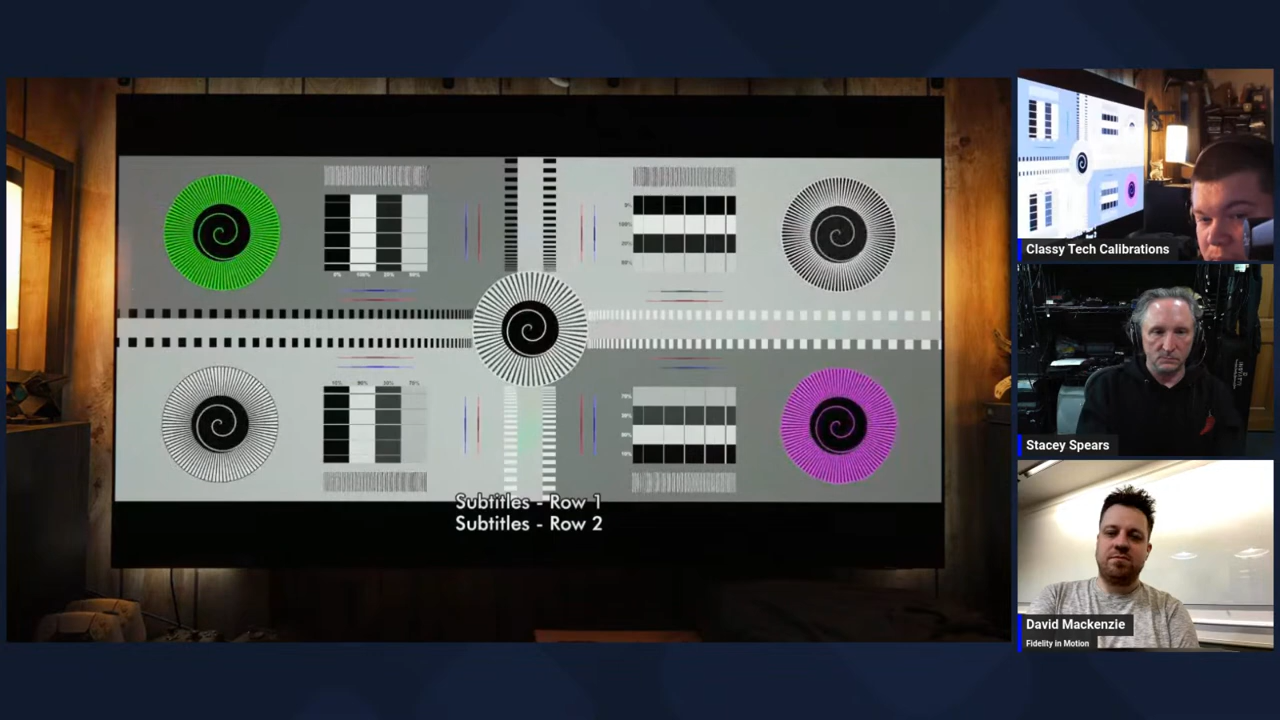 Subtitles - Row 1
Subtitles - Row 2
Classy Tech Calibrations
Stacey Spears
David Mackenzie
Fidelity in Motion